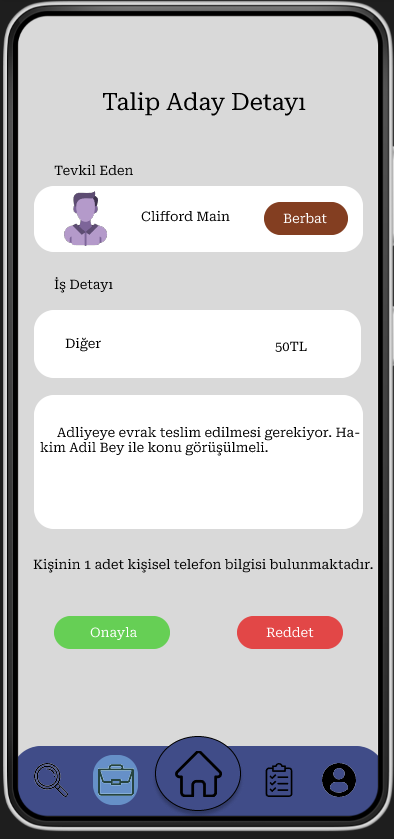 Talip Aday Detayı
Tevkil Eden
Clifford Main
Berbat
İş Detayı
Diğer
50TL
Adliyeye evrak teslim edilmesi gerekiyor. Ha-
kim Adil Bey ile konu görüşülmeli.
Kişinin 1 adet kişisel telefon bilgisi bulunmaktadır.
Onayla
Reddet